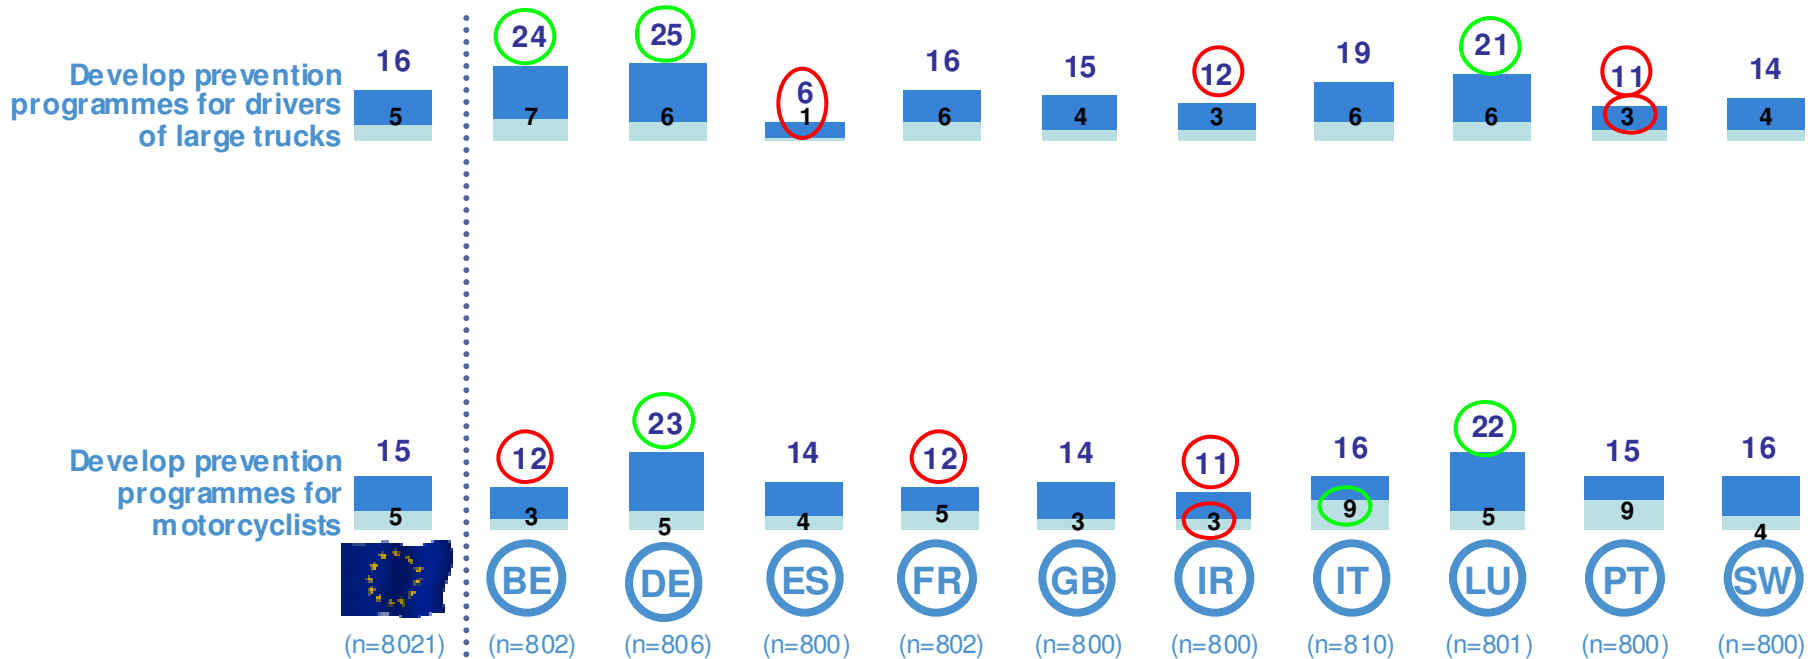 24 25 21
16 6 12 16 15 19 11 14
Develop prevention
programmes for drivers
of large trucks
5 7 6 1 6 4 3 6 6 3 4
23 22
15 12 14 12 14 11 16 15 16
Develop prevention
programmes for
motorcyclists
5 3 5 4 5 3 3 9 5 9 4
BE DE ES FR GB IR IT LU PT SW
(n=8021) (n=802) (n=806) (n=800) (n=802) (n=800) (n=800) (n=810) (n=801) (n=800) (n=800)